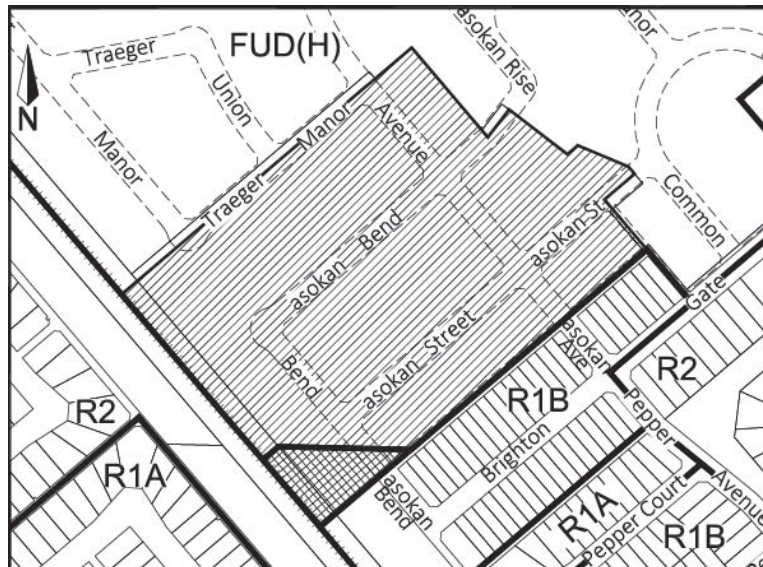 FUD(H)
asokan Rise
Manor
Traeger
Union
Manor
N
Traeger Manor
Avenue
Common
asokan St
asokan Bend
asokan Street
Bend
asokan Ave
Gate
R2
R1B
R2
Pepper
Avenue
Brighton
R1A
asokan Bend
R1A
Pepper Court
R1B